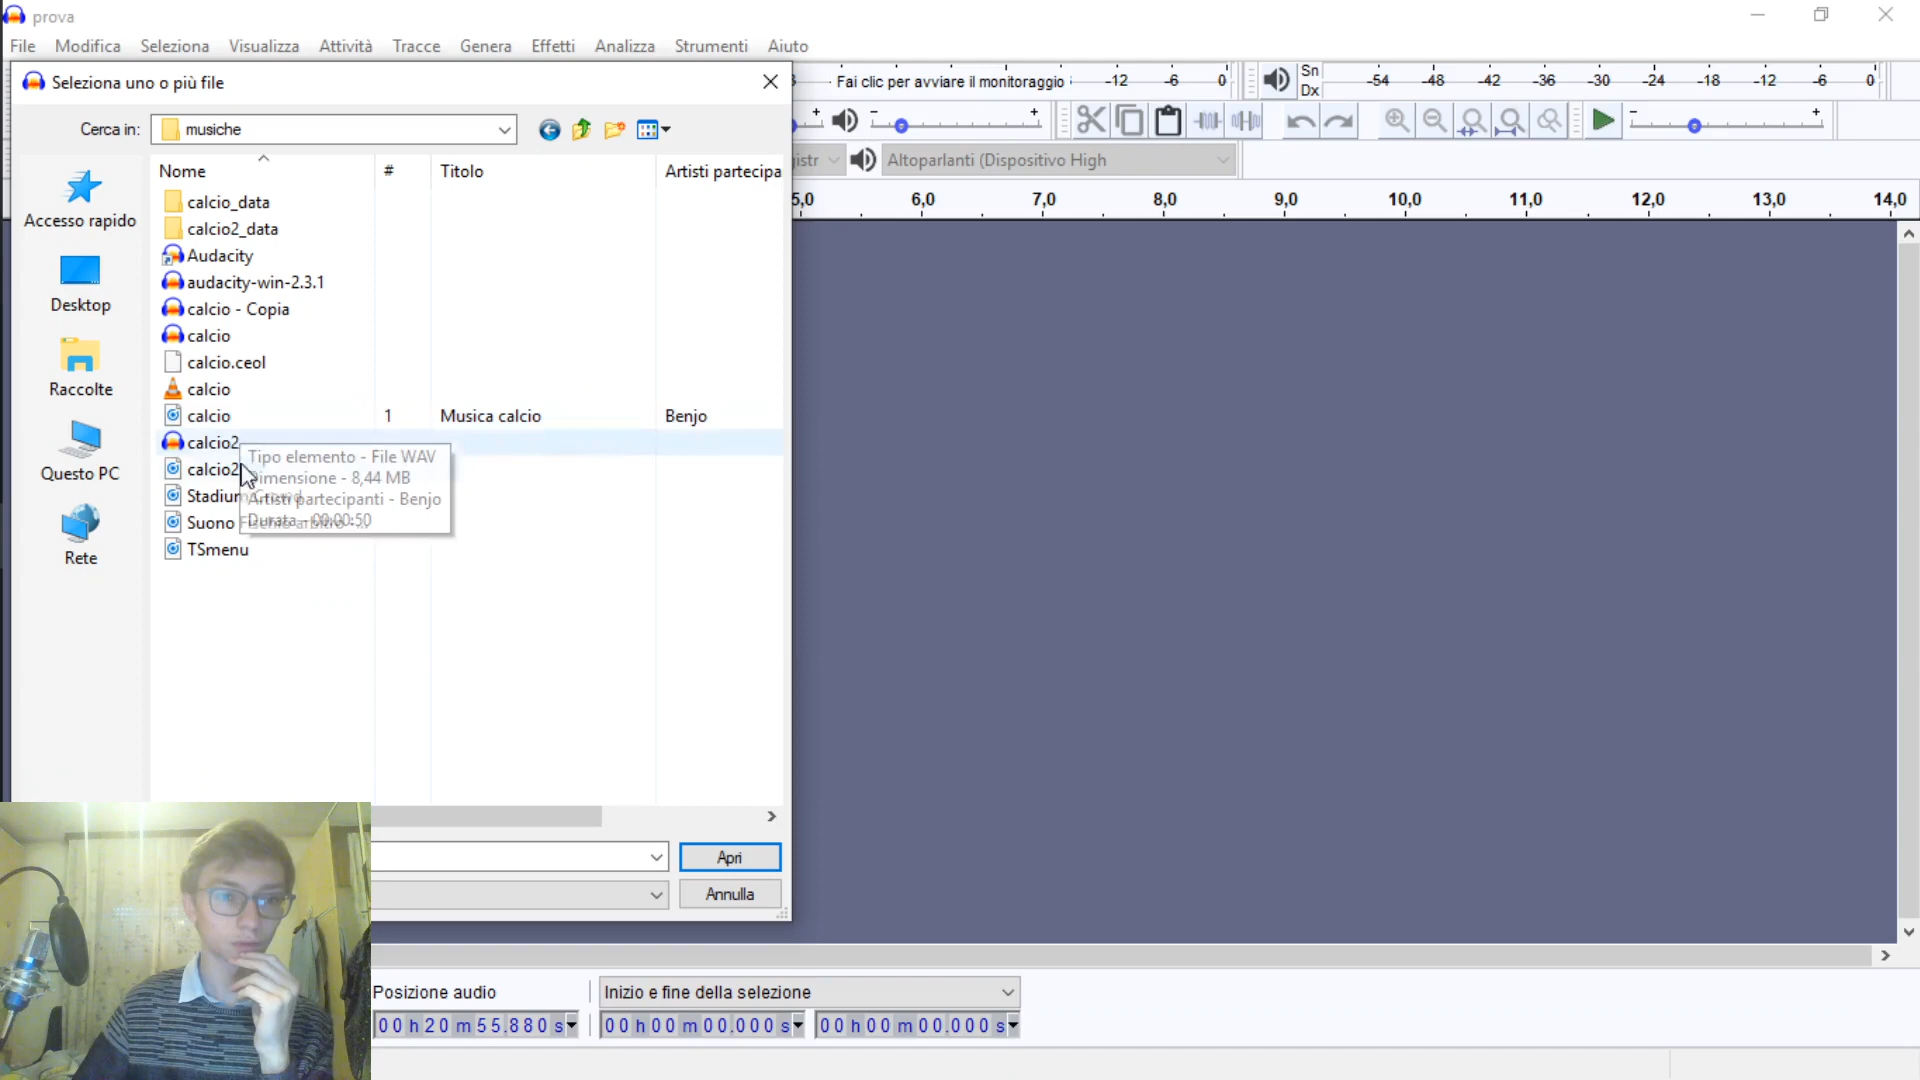 prova
File Modifica Seleziona Visualizza Attività Tracce Genera Effetti Analizza Strumenti Aiuto
Seleziona uno o più file
Fai clic per avviare il monitoraggio -12 -6 0
Sn
Dx
-54 -48 -42 -36 -30 -24 -18 -12 -6 0
Cerca in: musiche
Altoparlanti (Dispositivo High
5,0 6,0 7,0 8,0 9,0 10,0 11,0 12,0 13,0 14,0
Nome # Titolo Artisti partecipa
calcio_data
calcio2_data
Audacity
audacity-win-2.3.1
calcio - Copia
calcio
calcio.ceol
calcio
calcio 1 Musica calcio Benjo
calcio2
calcio2
Suono
TSmenu
Tipo elemento - File WAV
Dimensione - 8,44 MB
Artisti partecipanti - Benjo
Durata - 00:00:50
Accesso rapido
Desktop
Raccolte
Questo PC
Rete
Apri
Annulla
Posizione audio
Inizio e fine della selezione
00 h 20 m 55.880 s
00 h 00 m 00.000 s
00 h 00 m 00.000 s